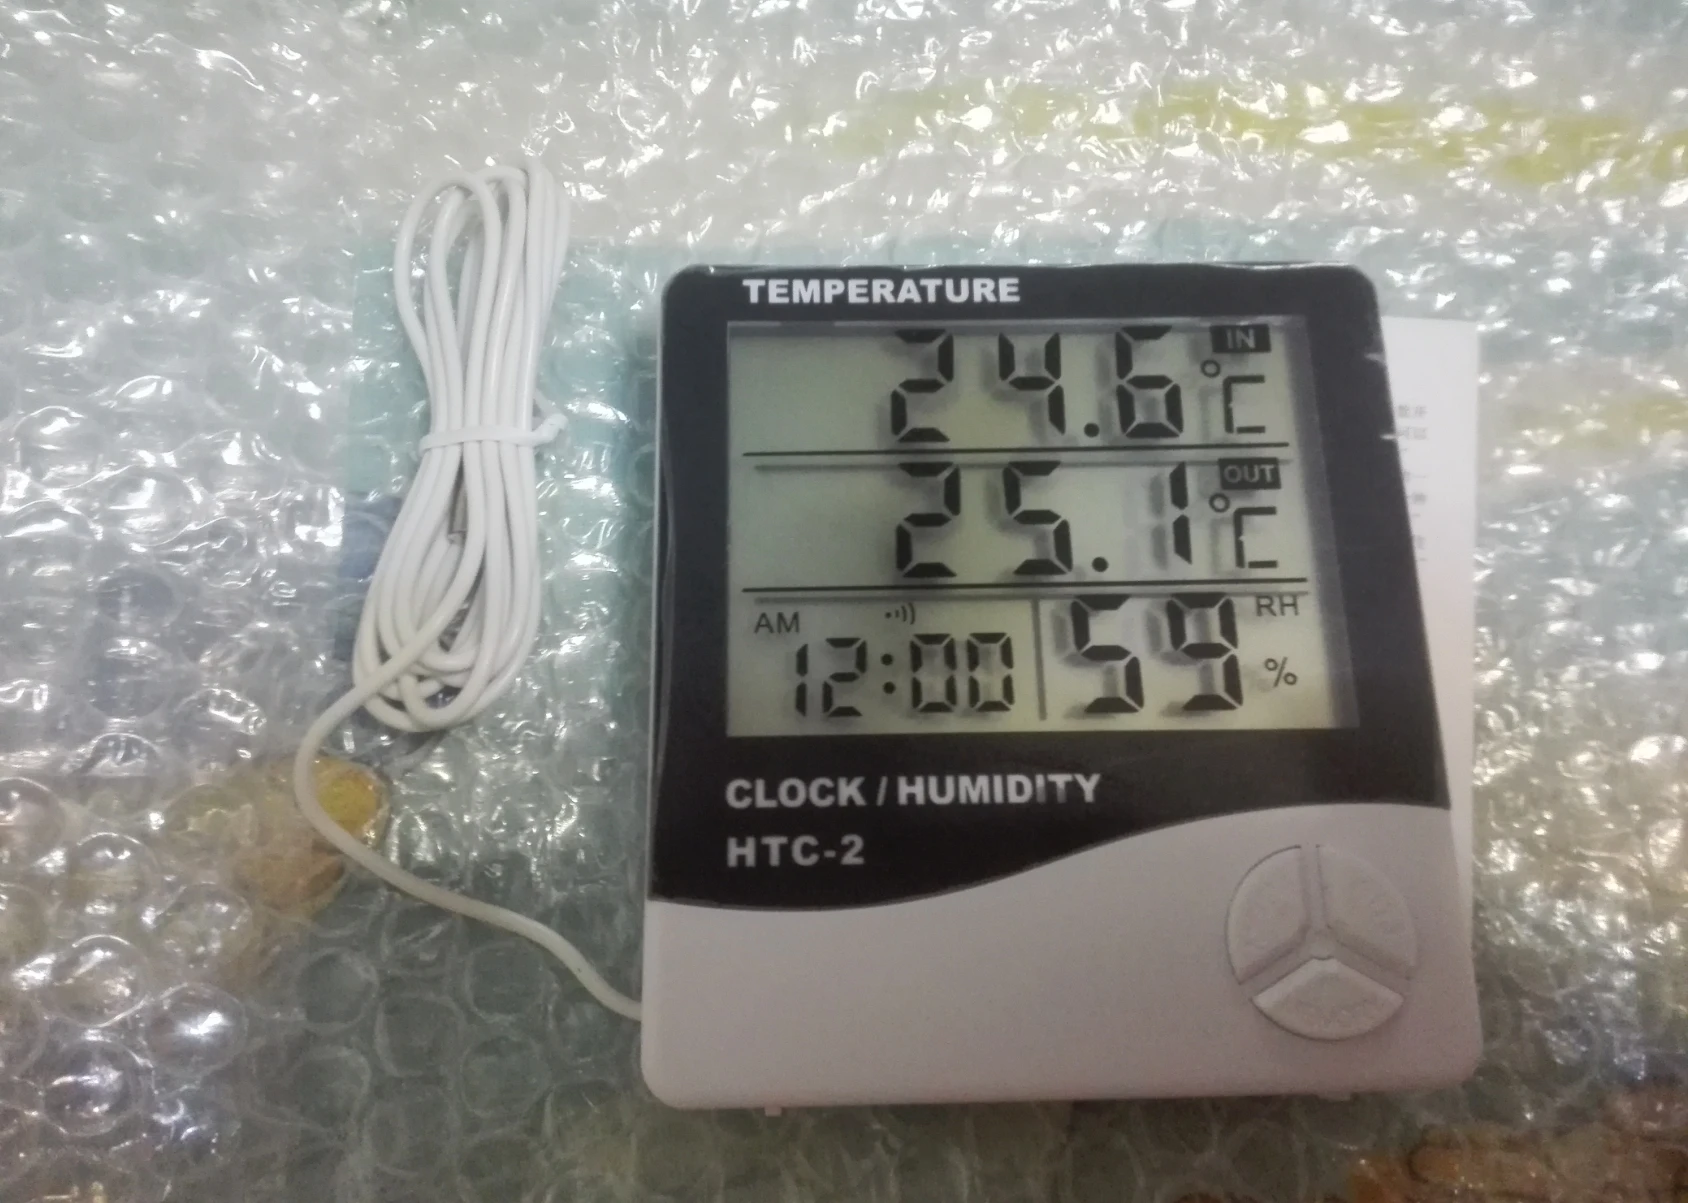 TEMPERATURE
24.6 °C IN
25.1 °C OUT
AM 12:00 59 % RH
CLOCK / HUMIDITY
HTC-2